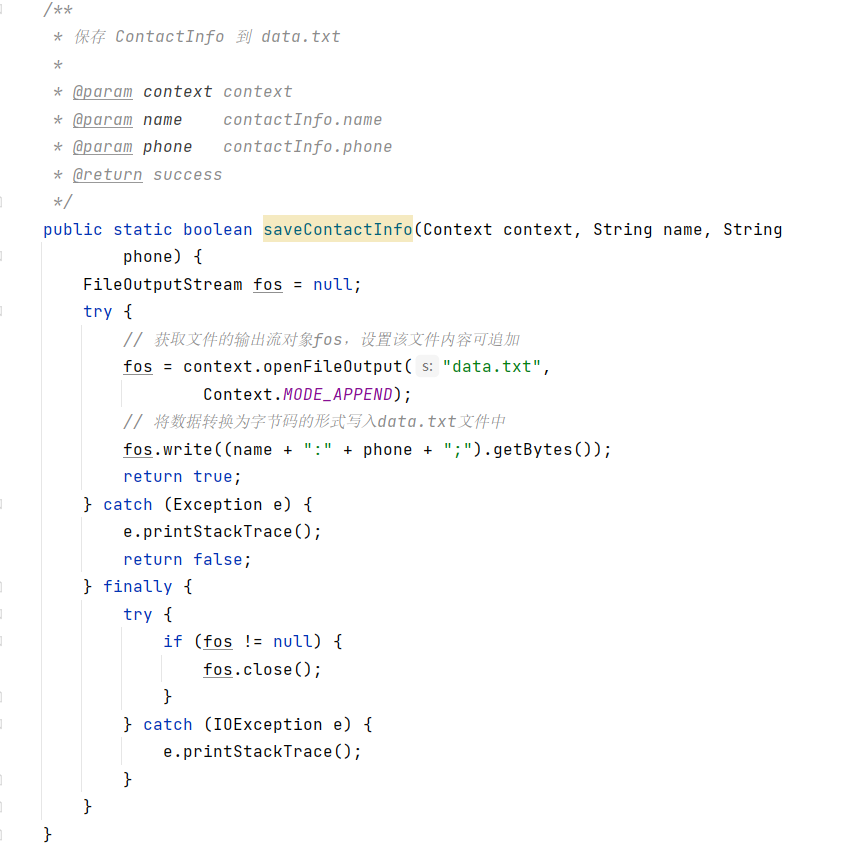 /**
 * 保存 ContactInfo 到 data.txt
 *
 * @param context context
 * @param name    contactInfo.name
 * @param phone   contactInfo.phone
 * @return success
 */
public static boolean saveContactInfo(Context context, String name, String
        phone) {
    FileOutputStream fos = null;
    try {
        // 获取文件的输出流对象fos，设置该文件内容可追加
        fos = context.openFileOutput( s: "data.txt",
                Context.MODE_APPEND);
        // 将数据转换为字节码的形式写入data.txt文件中
        fos.write((name + ":" + phone + ";").getBytes());
        return true;
    } catch (Exception e) {
        e.printStackTrace();
        return false;
    } finally {
        try {
            if (fos != null) {
                fos.close();
            }
        } catch (IOException e) {
            e.printStackTrace();
        }
    }
}